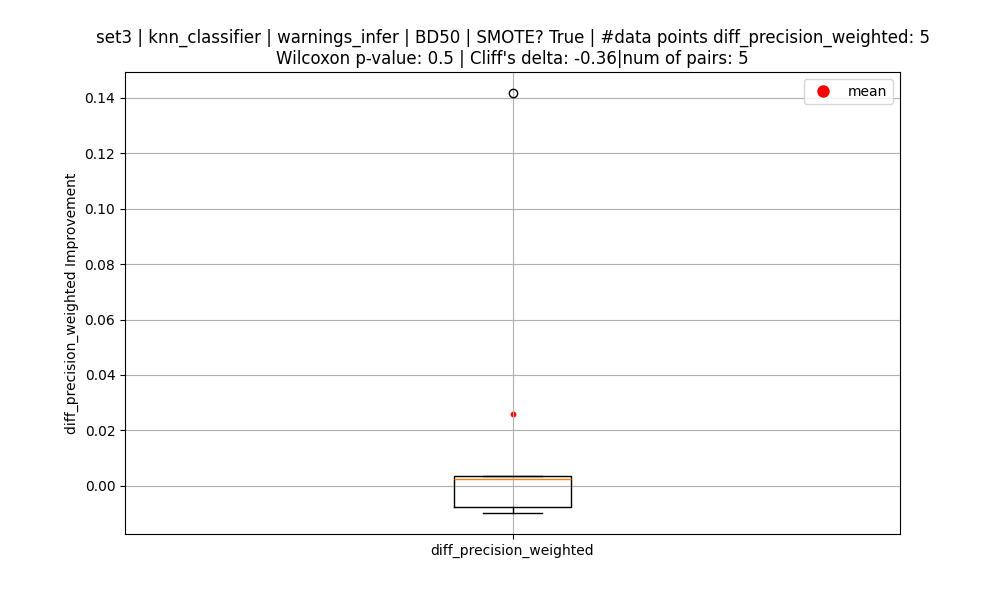 set3 | knn_classifier | warnings_infer | BD50 | SMOTE? True | #data points diff_precision_weighted: 5
Wilcoxon p-value: 0.5 | Cliff's delta: -0.36|num of pairs: 5
mean
0.14
0.12
0.10
0.08
0.06
0.04
0.02
0.00
diff_precision_weighted Improvement
diff_precision_weighted